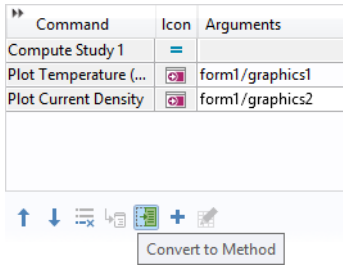 Command Icon Arguments
Compute Study 1
Plot Temperature (... form1/graphics1
Plot Current Density form1/graphics2
Convert to Method